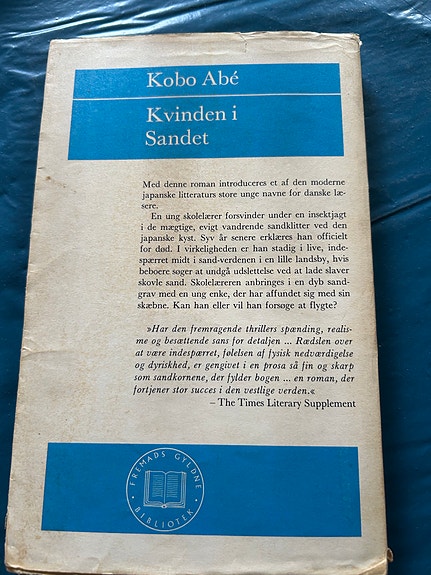 Kobo Abé
Kvinden i
Sandet
Med denne roman introduceres et af den moderne
japanske litteraturs store unge navne for danske læ-
sere.
En ung skolelærer forsvinder under en insektjagt
i de mægtige, evigt vandrende sandklitter ved den
japanske kyst. Syv år senere erklæres han officielt
for død. I virkeligheden er han stadig i live, inde-
spærret midt i sand-verdenen i en lille landsby, hvis
beboere søger at undgå udslettelse ved at lade slaver
skovle sand. Skolelæreren anbringes i en dyb sand-
grav med en ung enke, der har affundet sig med sin
skæbne. Kan han eller vil han forsøge at flygte?
»Har den fremragende thrillers spænding, realis-
me og besættende sans for detaljen ... Rædslen over
at være indespærret, følelsen af fysisk nedværdigelse
og dyriskhed, er gengivet i en prosa så fin og skarp
som sandkornene, der fylder bogen ... en roman, der
fortjener stor succes i den vestlige verden.«
– The Times Literary Supplement
FREMADS GYLDNE
BIBLIOTEK